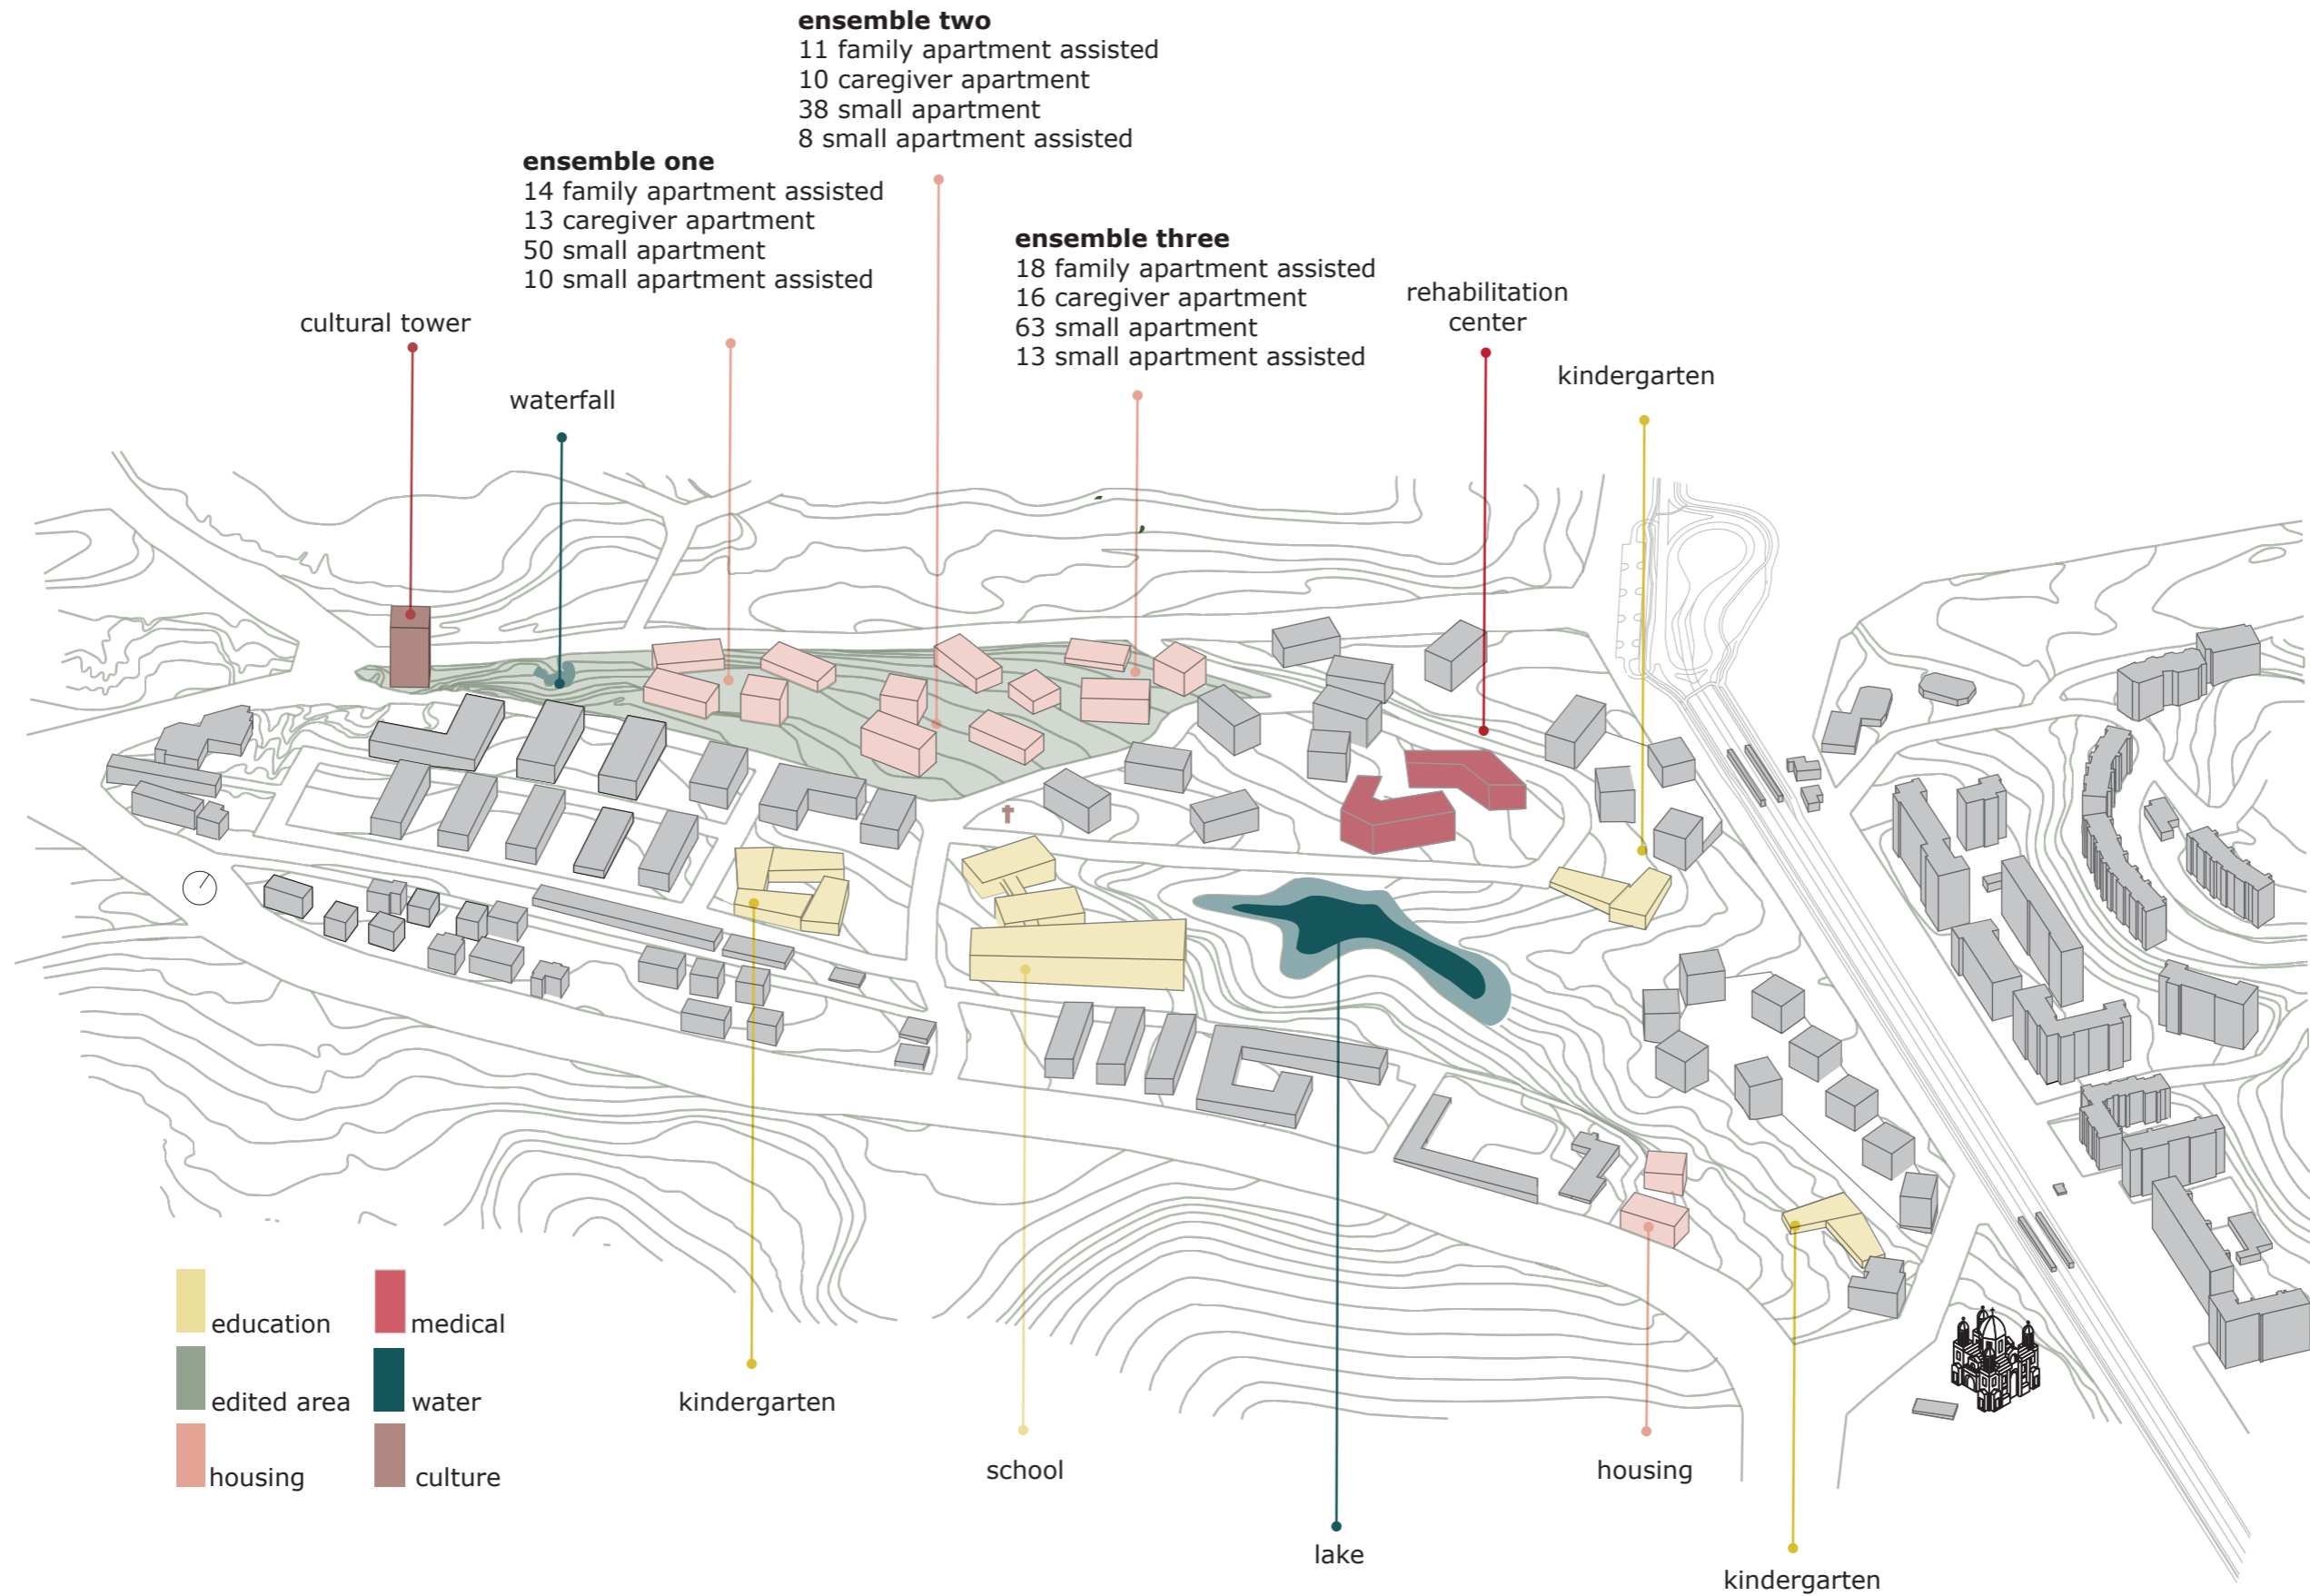 ensemble two
11 family apartment assisted
10 caregiver apartment
38 small apartment
8 small apartment assisted
ensemble one
14 family apartment assisted
13 caregiver apartment
50 small apartment
10 small apartment assisted
ensemble three
18 family apartment assisted
16 caregiver apartment
63 small apartment
13 small apartment assisted
rehabilitation
center
cultural tower
kindergarten
waterfall
education
medical
edited area
water
housing
culture
kindergarten
school
housing
lake
kindergarten